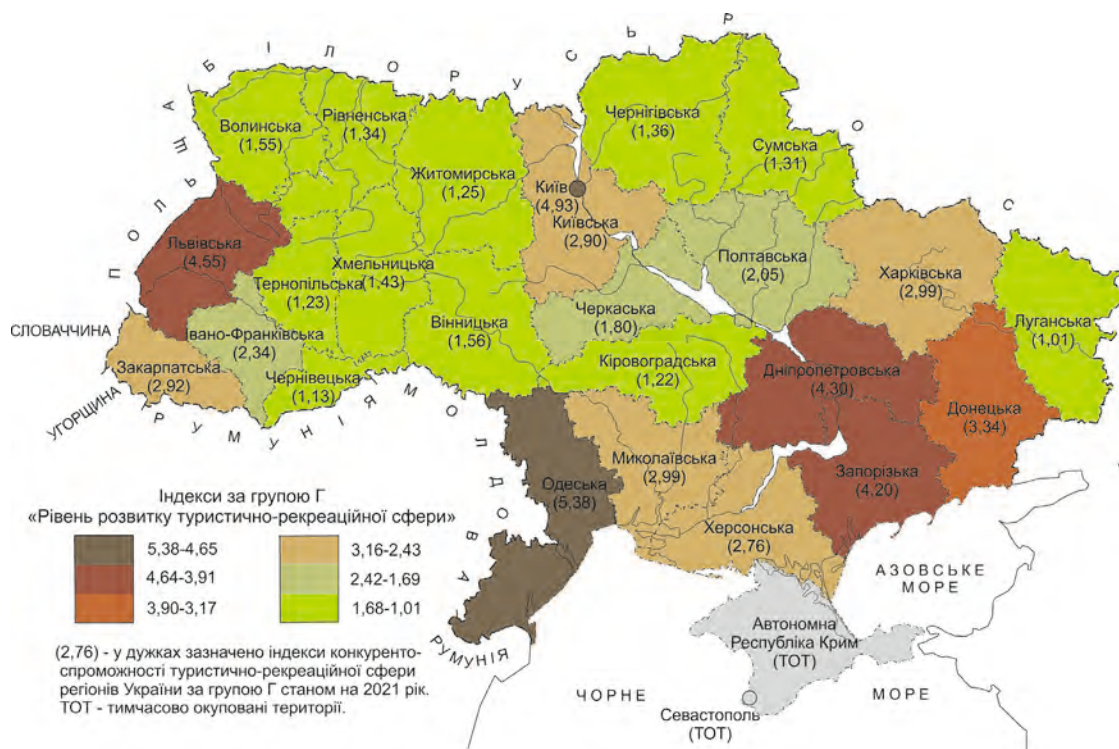 БІЛОРУСЬ
РОСІЯ
ПОЛЬЩА
Волинська
(1,55)
Рівненська
(1,34)
Житомирська
(1,25)
Чернігівська
(1,36)
Сумська
(1,31)
Київ
(4,93)
Київська
(2,90)
Львівська
(4,55)
Тернопільська
(1,23)
Хмельницька
(1,43)
Вінницька
(1,56)
Черкаська
(1,80)
Полтавська
(2,05)
Харківська
(2,99)
Луганська
(1,01)
СЛОВАЧЧИНА
Івано-Франківська
(2,34)
Закарпатська
(2,92)
Чернівецька
(1,13)
Кіровоградська
(1,22)
Дніпропетровська
(4,30)
Донецька
(3,34)
УГОРЩИНА
РУМУНІЯ
МОЛДОВА
Одеська
(5,38)
Миколаївська
(2,99)
Запорізька
(4,20)
Херсонська
(2,76)
Індекси за групою Г
«Рівень розвитку туристично-рекреаційної сфери»
5,38-4,65
4,64-3,91
3,90-3,17
3,16-2,43
2,42-1,69
1,68-1,01
(2,76) - у дужках зазначено індекси конкуренто-
спроможності туристично-рекреаційної сфери
регіонів України за групою Г станом на 2021 рік.
ТОТ - тимчасово окуповані території.
РУМУНІЯ
АЗОВСЬКЕ
МОРЕ
Автономна
Республіка Крим
(ТОТ)
ЧОРНЕ МОРЕ
Севастополь
(ТОТ)